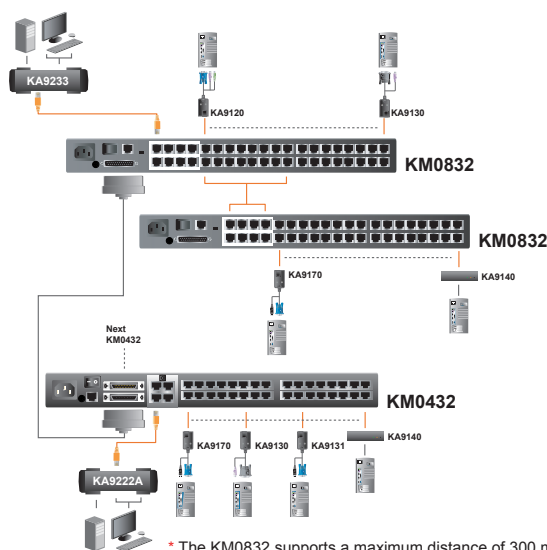 KA9233
KA9120
KA9130
KM0832
KM0832
KA9170
KA9140
Next
KM0432
KM0432
KA9170
KA9130
KA9131
KA9140
KA9222A
* The KM0832 supports a maximum distance of 300 m